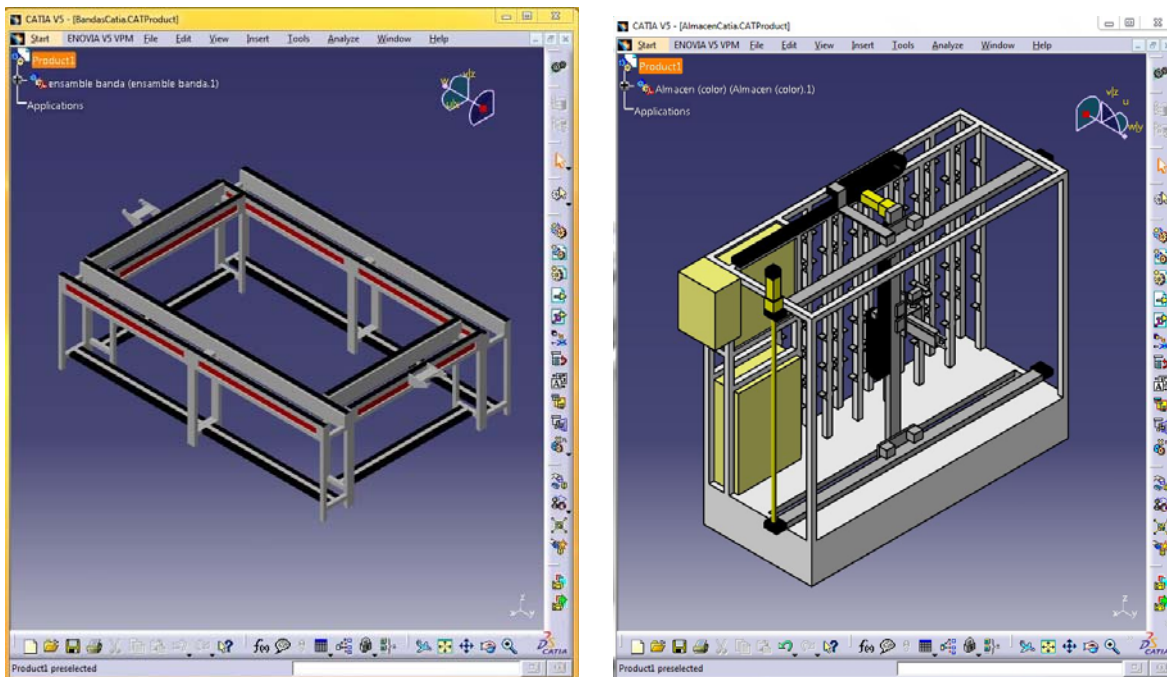 CATIA V5 - [BandasCatia.CATProduct]
Start ENOVIA V5 VPM File Edit View Insert Tools Analyze Window Help
Product1
ensamble banda (ensamble banda.1)
Applications
z
x y
f(x)
CATIA
Product1 preselected
CATIA V5 - [AlmacenCatia.CATProduct]
Start ENOVIA V5 VPM File Edit View Insert Tools Analyze Window Help
Product1
Almacen (color) (Almacen (color).1)
Applications
v|z
u
w|y
z
x y
f(x)
CATIA
Product1 preselected